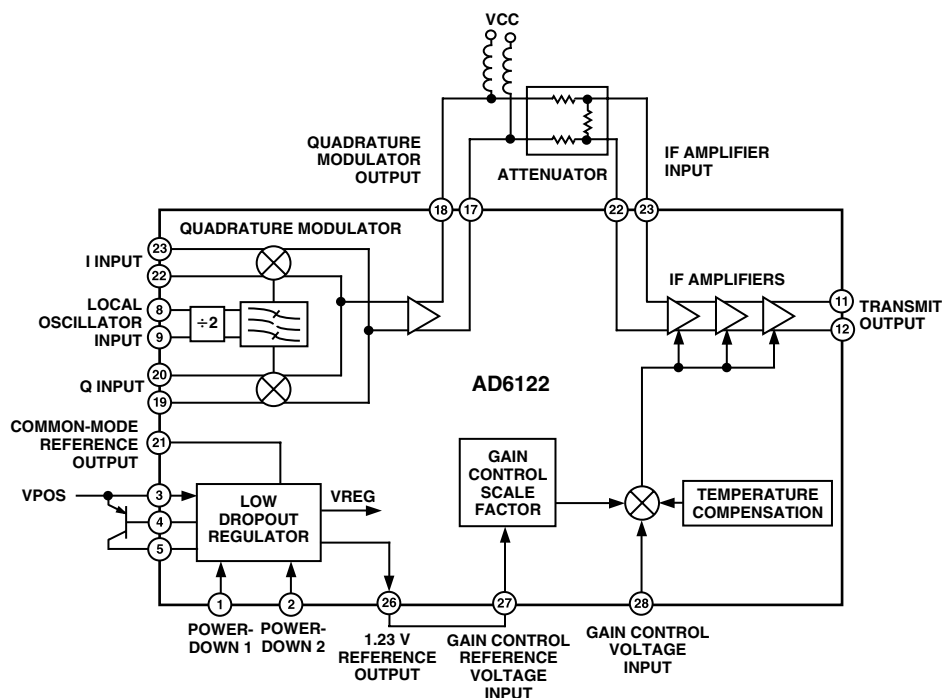 VCC
QUADRATURE
MODULATOR
OUTPUT
ATTENUATOR
IF AMPLIFIER
INPUT
18
17
22
23
QUADRATURE MODULATOR
23
I INPUT
22
LOCAL
OSCILLATOR
INPUT
8
9
÷2
20
Q INPUT
19
IF AMPLIFIERS
11
TRANSMIT
OUTPUT
12
AD6122
COMMON-MODE
REFERENCE
OUTPUT
21
VPOS
3
4
5
LOW
DROPOUT
REGULATOR
VREG
GAIN
CONTROL
SCALE
FACTOR
TEMPERATURE
COMPENSATION
1
2
26
27
28
POWER-
DOWN 1
POWER-
DOWN 2
1.23 V
REFERENCE
OUTPUT
GAIN CONTROL
REFERENCE
VOLTAGE
INPUT
GAIN CONTROL
VOLTAGE
INPUT